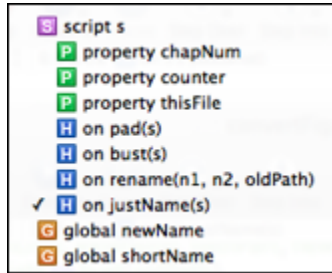 S script s
P property chapNum
P property counter
P property thisFile
H on pad(s)
H on bust(s)
H on rename(n1, n2, oldPath)
✓ H on justName(s)
G global newName
G global shortName